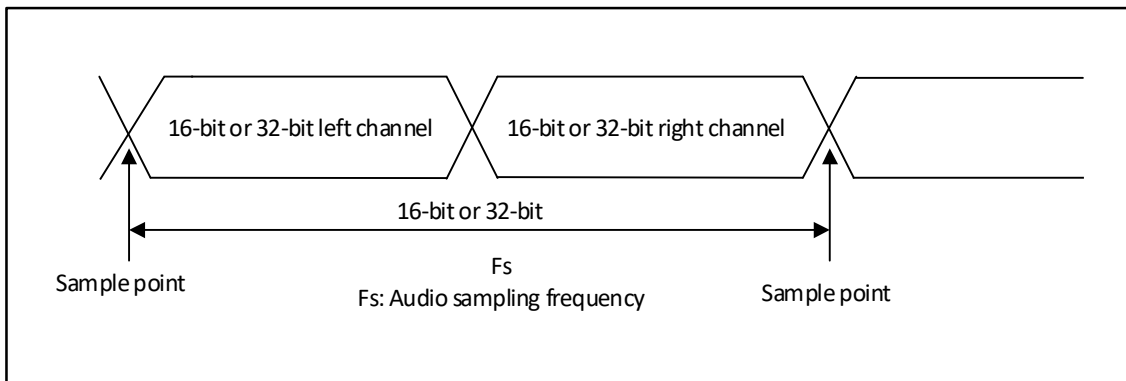 16-bit or 32-bit left channel
16-bit or 32-bit right channel
16-bit or 32-bit
Sample point
Fs
Fs: Audio sampling frequency
Sample point